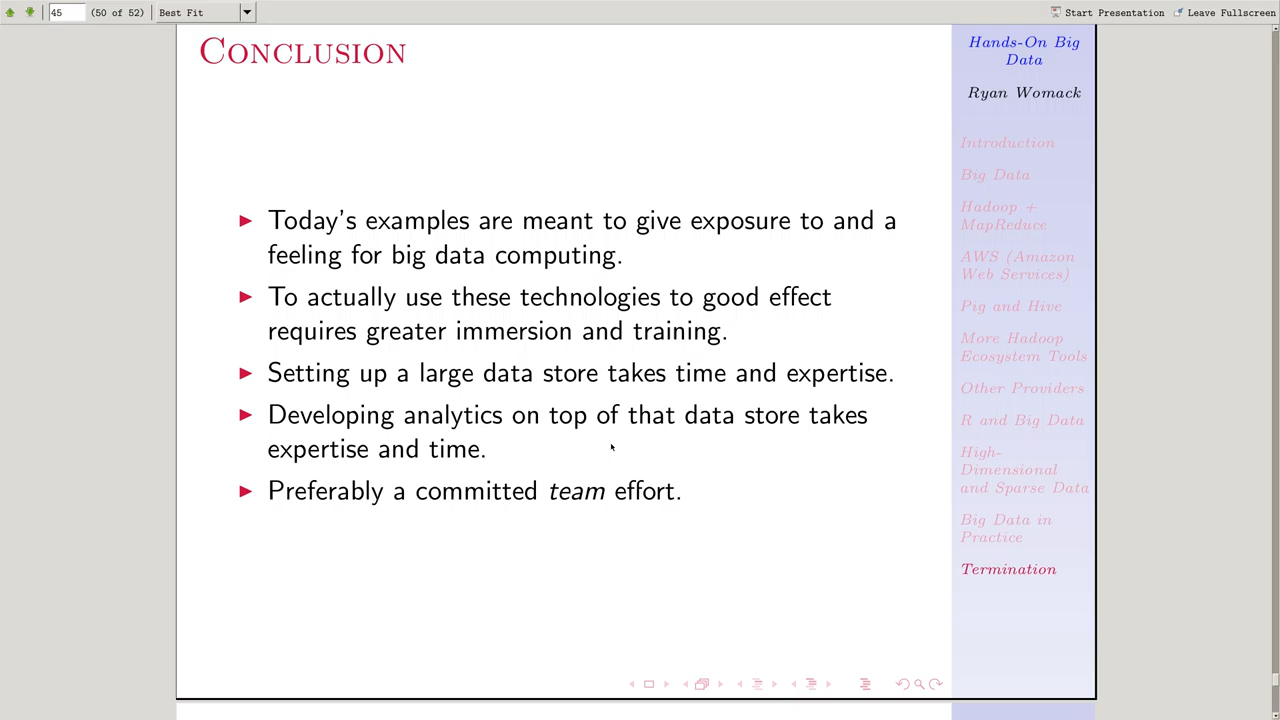 45 (50 of 52) Best Fit Start Presentation Leave Fullscreen
CONCLUSION
Today's examples are meant to give exposure to and a
feeling for big data computing.
To actually use these technologies to good effect
requires greater immersion and training.
Setting up a large data store takes time and expertise.
Developing analytics on top of that data store takes
expertise and time.
Preferably a committed team effort.
Hands-On Big
Data
Ryan Womack
Introduction
Big Data
Hadoop +
MapReduce
AWS (Amazon
Web Services)
Pig and Hive
More Hadoop
Ecosystem Tools
Other Providers
R and Big Data
High-
Dimensional
and Sparse Data
Big Data in
Practice
Termination